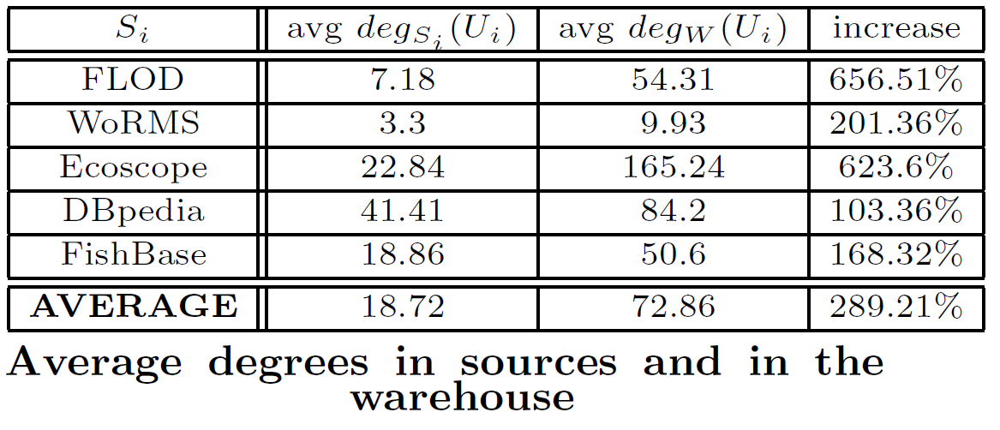 S_i avg deg_{S_i}(U_i) avg deg_W(U_i) increase
FLOD 7.18 54.31 656.51%
WoRMS 3.3 9.93 201.36%
Ecoscope 22.84 165.24 623.6%
DBpedia 41.41 84.2 103.36%
FishBase 18.86 50.6 168.32%
AVERAGE 18.72 72.86 289.21%
Average degrees in sources and in the
warehouse